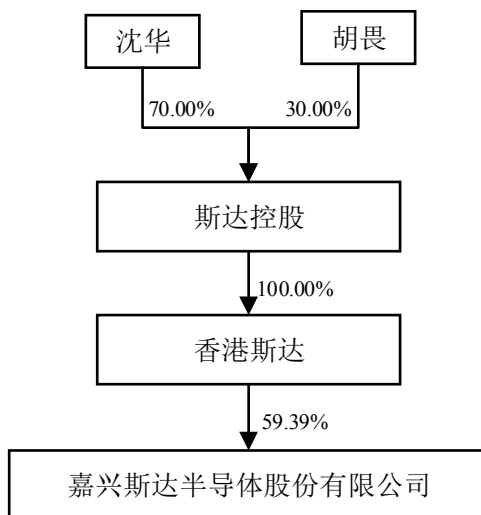 沈华
胡畏
70.00%
30.00%
斯达控股
100.00%
香港斯达
59.39%
嘉兴斯达半导体股份有限公司